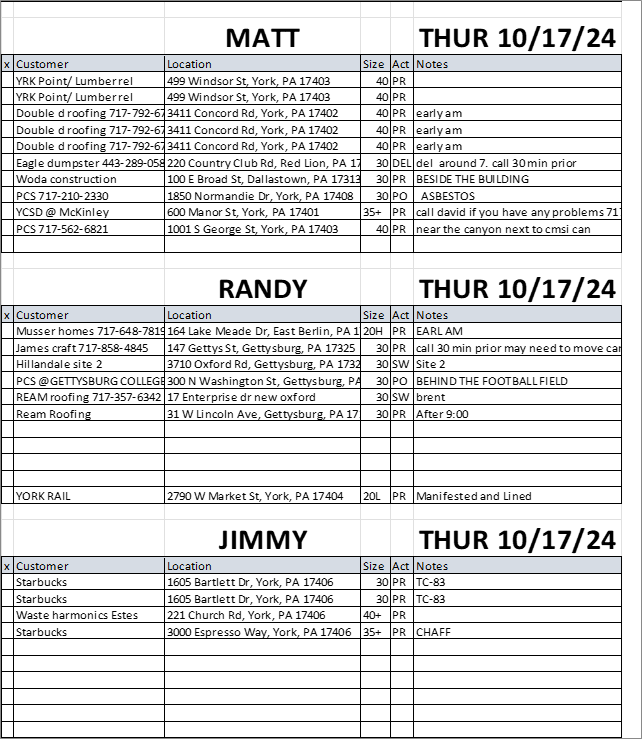 MATT THUR 10/17/24
x Customer Location Size Act Notes
YRK Point/ Lumber rel 499 Windsor St, York, PA 17403 40 PR
YRK Point/ Lumber rel 499 Windsor St, York, PA 17403 40 PR
Double d roofing 717-792-67 3411 Concord Rd, York, PA 17402 40 PR early am
Double d roofing 717-792-67 3411 Concord Rd, York, PA 17402 40 PR early am
Double d roofing 717-792-67 3411 Concord Rd, York, PA 17402 40 PR early am
Eagle dumpster 443-289-058 220 Country Club Rd, Red Lion, PA 17 30 DEL del around 7. call 30 min prior
Woda construction 100 E Broad St, Dallastown, PA 17313 30 PR BESIDE THE BUILDING
PCS 717-210-2330 1850 Normandie Dr, York, PA 17408 30 PO ASBESTOS
YCSD @ McKinley 600 Manor St, York, PA 17401 35+ PR call david if you have any problems 717
PCS 717-562-6821 1001 S George St, York, PA 17403 40 PR near the canyon next to cmsi can
RANDY THUR 10/17/24
x Customer Location Size Act Notes
Musser homes 717-648-7819 164 Lake Meade Dr, East Berlin, PA 1 20H PR EARL AM
James craft 717-858-4845 147 Gettys St, Gettysburg, PA 17325 30 PR call 30 min prior may need to move car
Hillandale site 2 3710 Oxford Rd, Gettysburg, PA 1732 30 SW Site 2
PCS @GETTYSBURG COLLEGE 300 N Washington St, Gettysburg, PA 30 PO BEHIND THE FOOTBALL FIELD
REAM roofing 717-357-6342 17 Enterprise dr new oxford 30 SW brent
Ream Roofing 31 W Lincoln Ave, Gettysburg, PA 17 30 PR After 9:00
YORK RAIL 2790 W Market St, York, PA 17404 20L PR Manifested and Lined
JIMMY THUR 10/17/24
x Customer Location Size Act Notes
Starbucks 1605 Bartlett Dr, York, PA 17406 30 PR TC-83
Starbucks 1605 Bartlett Dr, York, PA 17406 30 PR TC-83
Waste harmonics Estes 221 Church Rd, York, PA 17406 40+ PR
Starbucks 3000 Espresso Way, York, PA 17406 35+ PR CHAFF